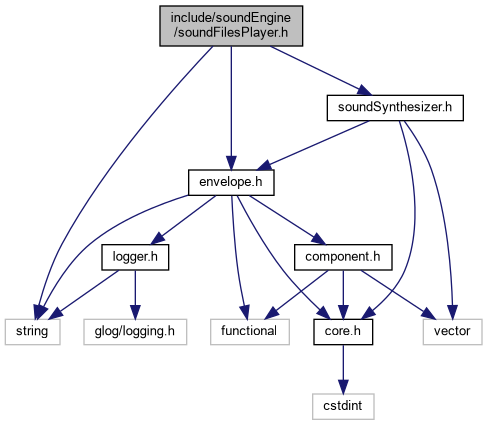 include/soundEngine
/soundFilesPlayer.h
soundSynthesizer.h
envelope.h
logger.h
component.h
string
glog/logging.h
functional
core.h
vector
cstdint